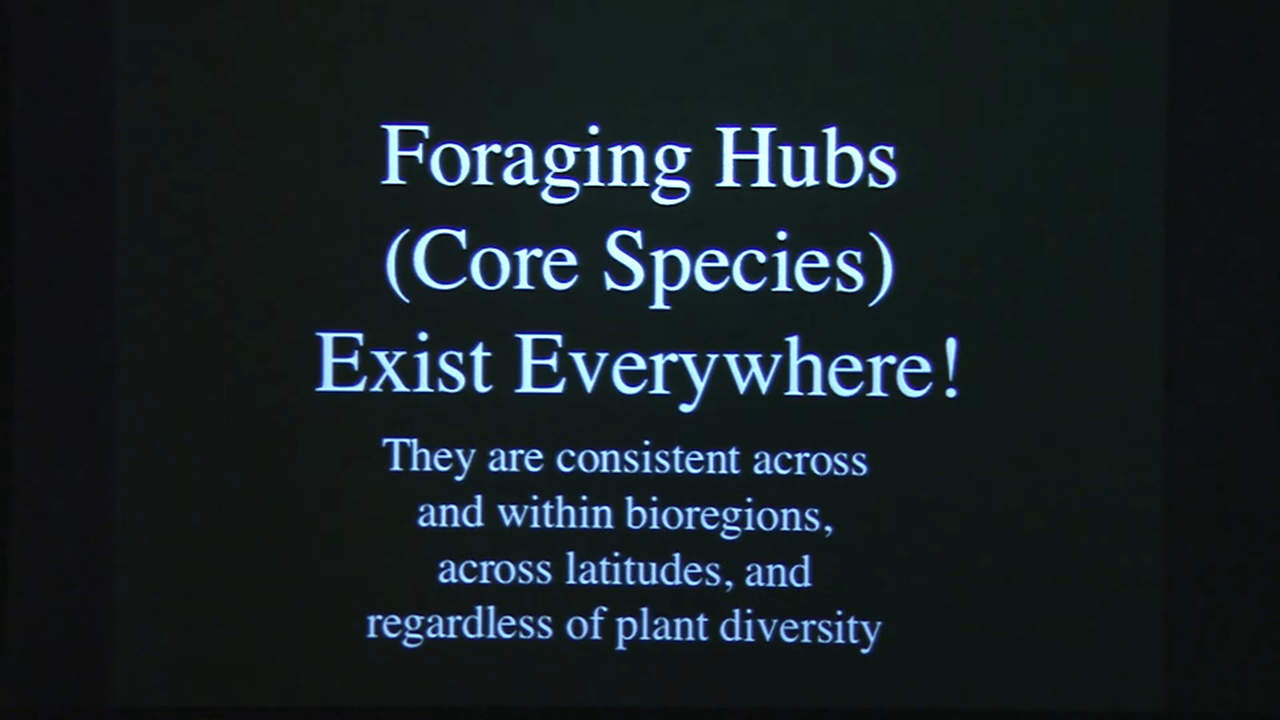 Foraging Hubs
(Core Species)
Exist Everywhere!
They are consistent across
and within bioregions,
across latitudes, and
regardless of plant diversity